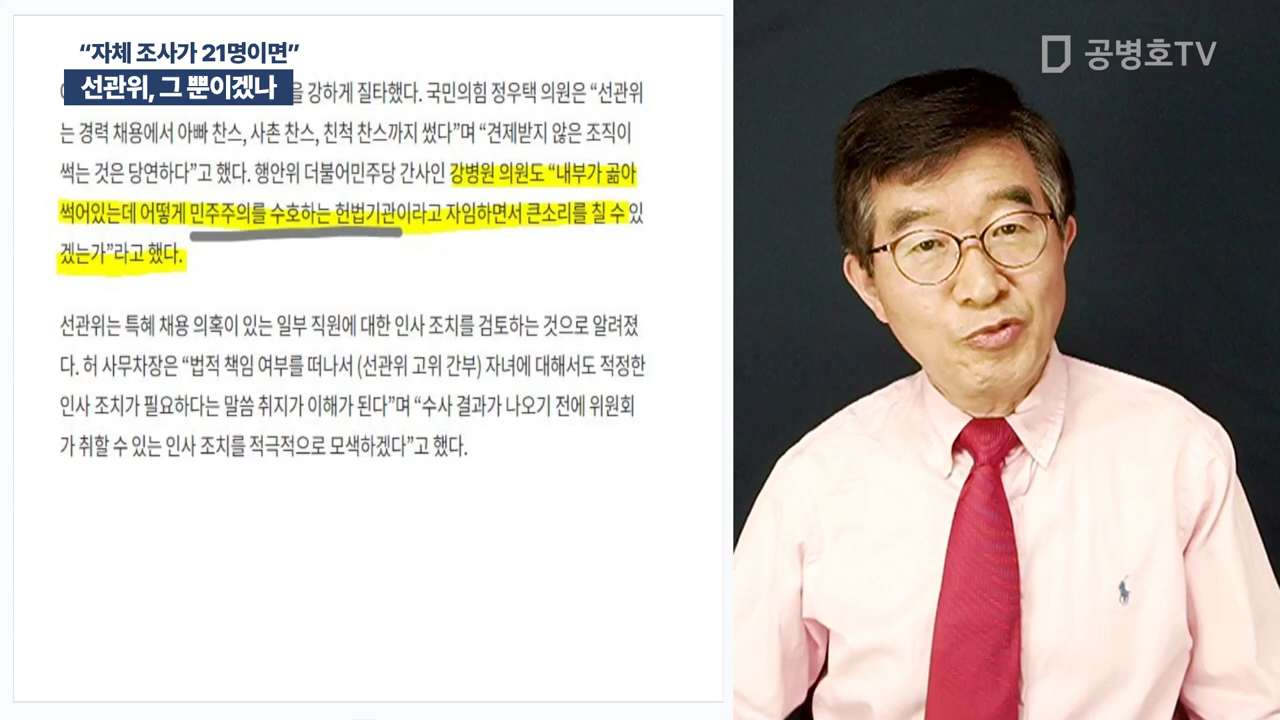 “자체 조사가 21명이면”
선관위, 그 뿐이겠나
공병호TV
을 강하게 질타했다. 국민의힘 정우택 의원은 “선관위
는 경력 채용에서 아빠 찬스, 사촌 찬스, 친척 찬스까지 썼다”며 “견제받지 않은 조직이
썩는 것은 당연하다”고 했다. 행안위 더불어민주당 간사인 강병원 의원도 “내부가 곪아
썩어있는데 어떻게 민주주의를 수호하는 헌법기관이라고 자임하면서 큰소리를 칠 수 있
겠는가”라고 했다.
선관위는 특혜 채용 의혹이 있는 일부 직원에 대한 인사 조치를 검토하는 것으로 알려졌
다. 허 사무차장은 “법적 책임 여부를 떠나서 (선관위 고위 간부) 자녀에 대해서도 적정한
인사 조치가 필요하다는 말씀 취지가 이해가 된다”며 “수사 결과가 나오기 전에 위원회
가 취할 수 있는 인사 조치를 적극적으로 모색하겠다”고 했다.